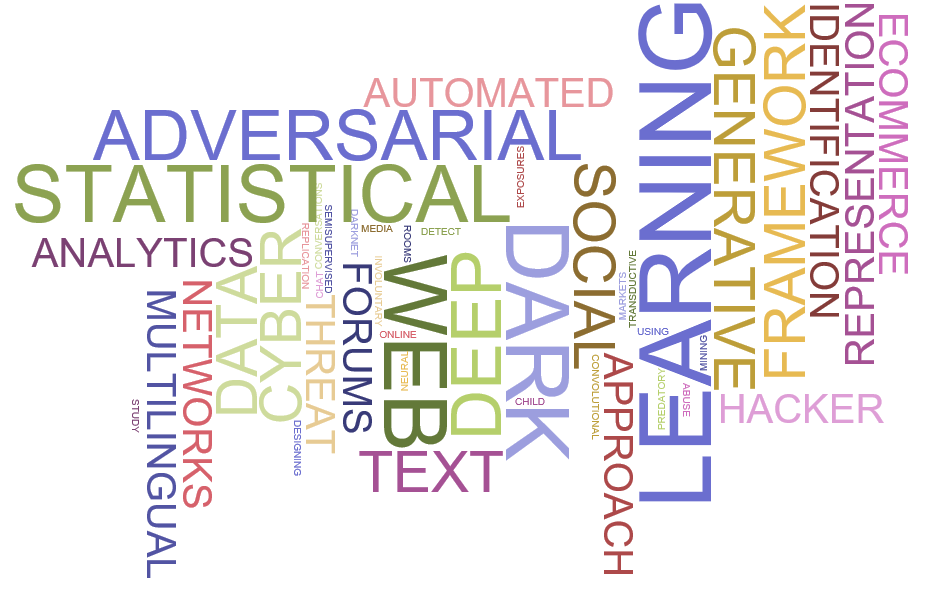 AUTOMATED
ADVERSARIAL
STATISTICAL
ANALYTICS
MULTILINGUAL
NETWORKS
STUDY
DATA
CYBER
DESIGNING
REPLICATION
CHAT
CONVERSATIONS
SEMISUPERVISED
THREAT
DARKNET
MEDIA
FORUMS
INVOLUNTARY
ROOMS
DETECT
ONLINE
NEURAL
WEB
DEEP
TEXT
EXPOSURES
DARK
CHILD
SOCIAL
CONVOLUTIONAL
APPROACH
MARKETS
TRANSDUCTIVE
USING
LEARNING
PREDATORY
ABUSE
MINING
GENERATIVE
HACKER
FRAMEWORK
IDENTIFICATION
REPRESENTATION
ECOMMERCE